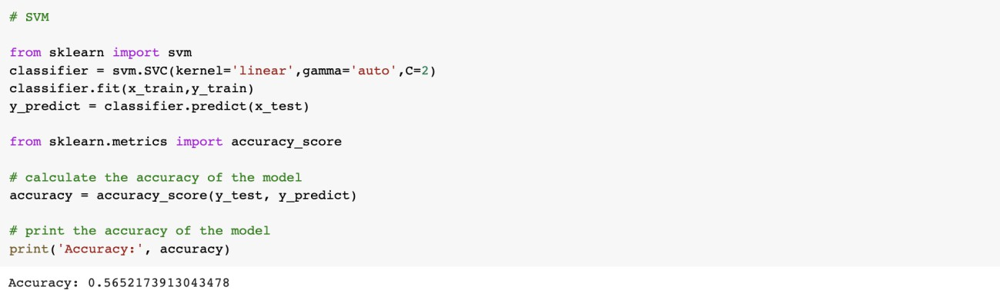 # SVM
from sklearn import svm
classifier = svm.SVC(kernel='linear',gamma='auto',C=2)
classifier.fit(x_train,y_train)
y_predict = classifier.predict(x_test)
from sklearn.metrics import accuracy_score
# calculate the accuracy of the model
accuracy = accuracy_score(y_test, y_predict)
# print the accuracy of the model
print('Accuracy:', accuracy)
Accuracy: 0.5652173913043478